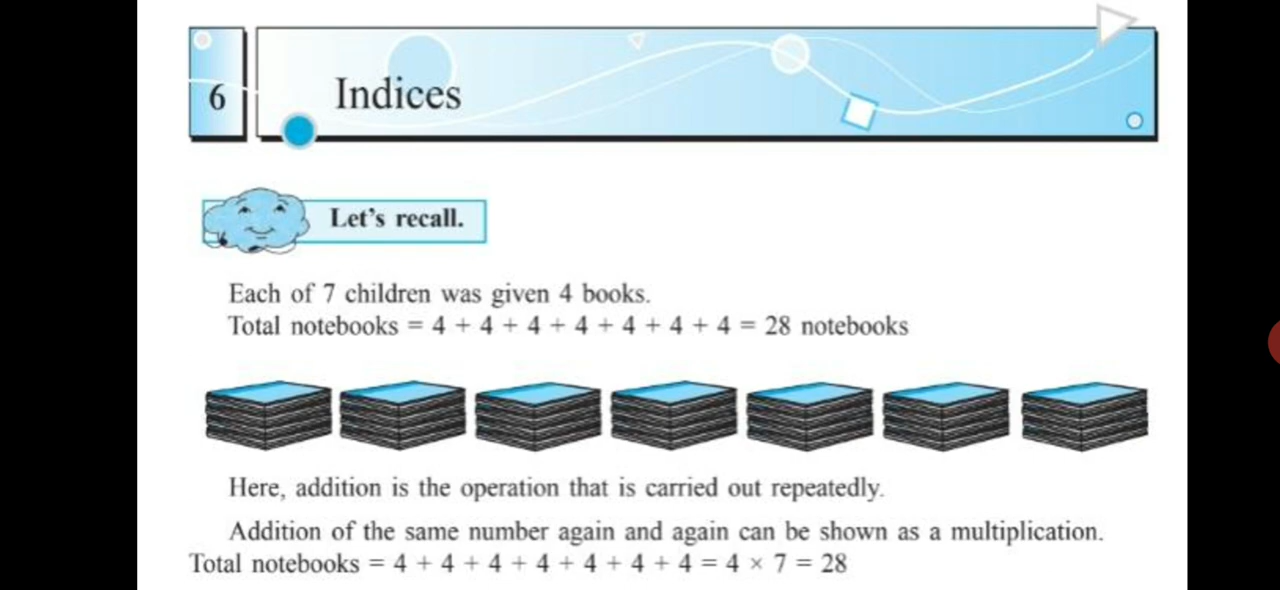 6
Indices
Let's recall.
Each of 7 children was given 4 books.
Total notebooks = 4 + 4 + 4 + 4 + 4 + 4 + 4 = 28 notebooks
Here, addition is the operation that is carried out repeatedly.
Addition of the same number again and again can be shown as a multiplication.
Total notebooks = 4 + 4 + 4 + 4 + 4 + 4 + 4 = 4 × 7 = 28